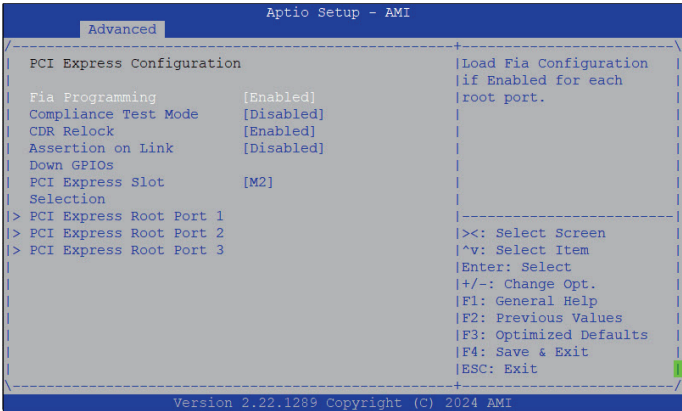 Aptio Setup - AMI
Advanced
PCI Express Configuration
Load Fia Configuration
if Enabled for each
root port.
Fia Programming [Enabled]
Compliance Test Mode [Disabled]
CDR Relock [Enabled]
Assertion on Link [Disabled]
Down GPIOs
PCI Express Slot [M2]
Selection
> PCI Express Root Port 1
> PCI Express Root Port 2
> PCI Express Root Port 3
><: Select Screen
^v: Select Item
Enter: Select
+/-: Change Opt.
F1: General Help
F2: Previous Values
F3: Optimized Defaults
F4: Save & Exit
ESC: Exit
Version 2.22.1289 Copyright (C) 2024 AMI